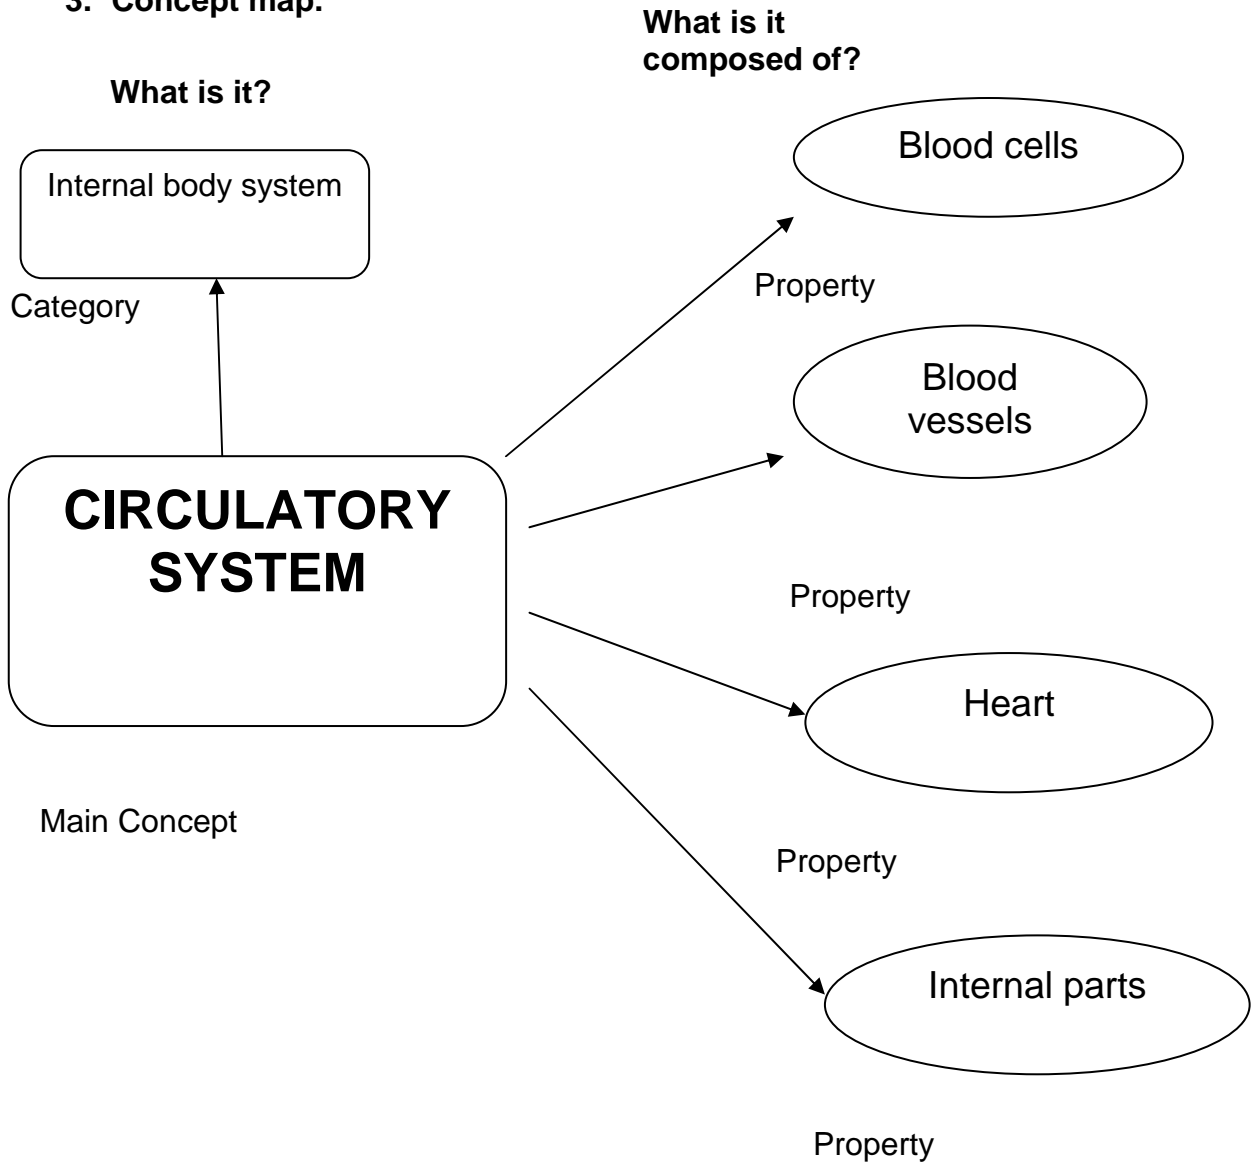 3. Concept map.
What is it
composed of?
What is it?
Blood cells
Internal body system
Property
Category
Blood
vessels
CIRCULATORY
SYSTEM
Property
Heart
Main Concept
Property
Internal parts
Property